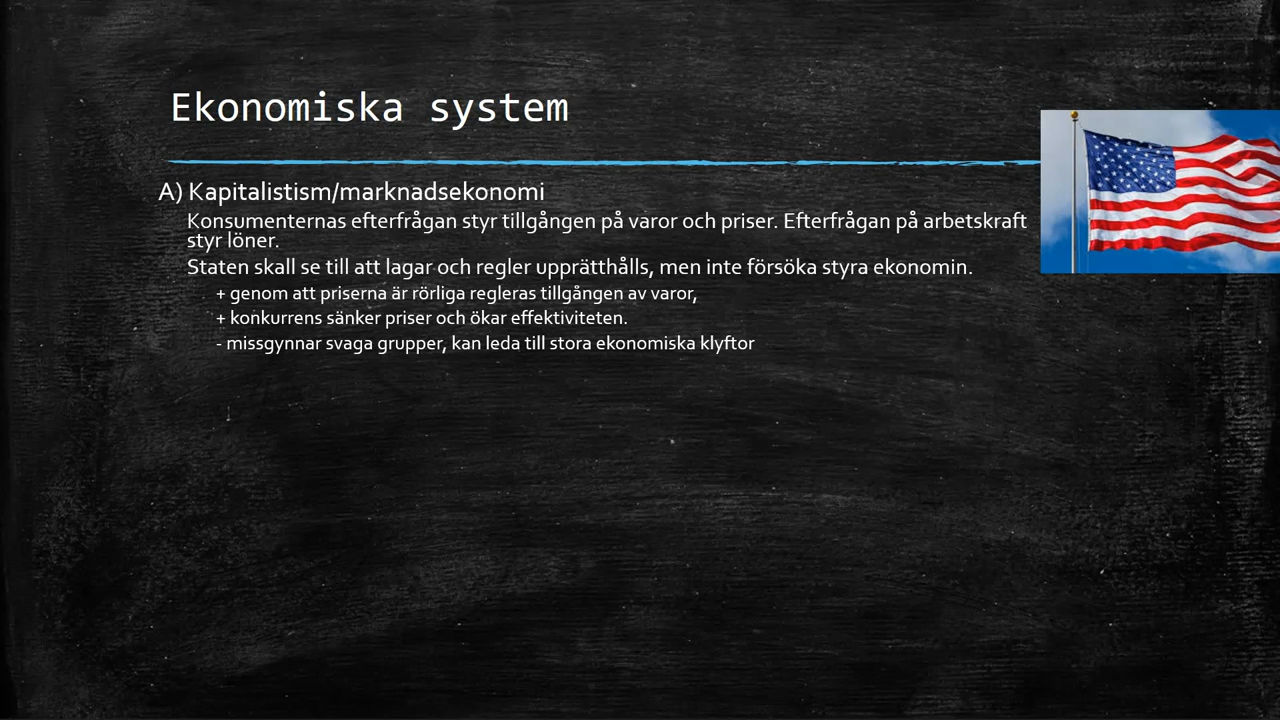 Ekonomiska system
A) Kapitalistism/marknadsekonomi
Konsumenternas efterfrågan styr tillgången på varor och priser. Efterfrågan på arbetskraft
styr löner.
Staten skall se till att lagar och regler upprätthålls, men inte försöka styra ekonomin.
+ genom att priserna är rörliga regleras tillgången av varor,
+ konkurrens sänker priser och ökar effektiviteten.
- missgynnar svaga grupper, kan leda till stora ekonomiska klyftor